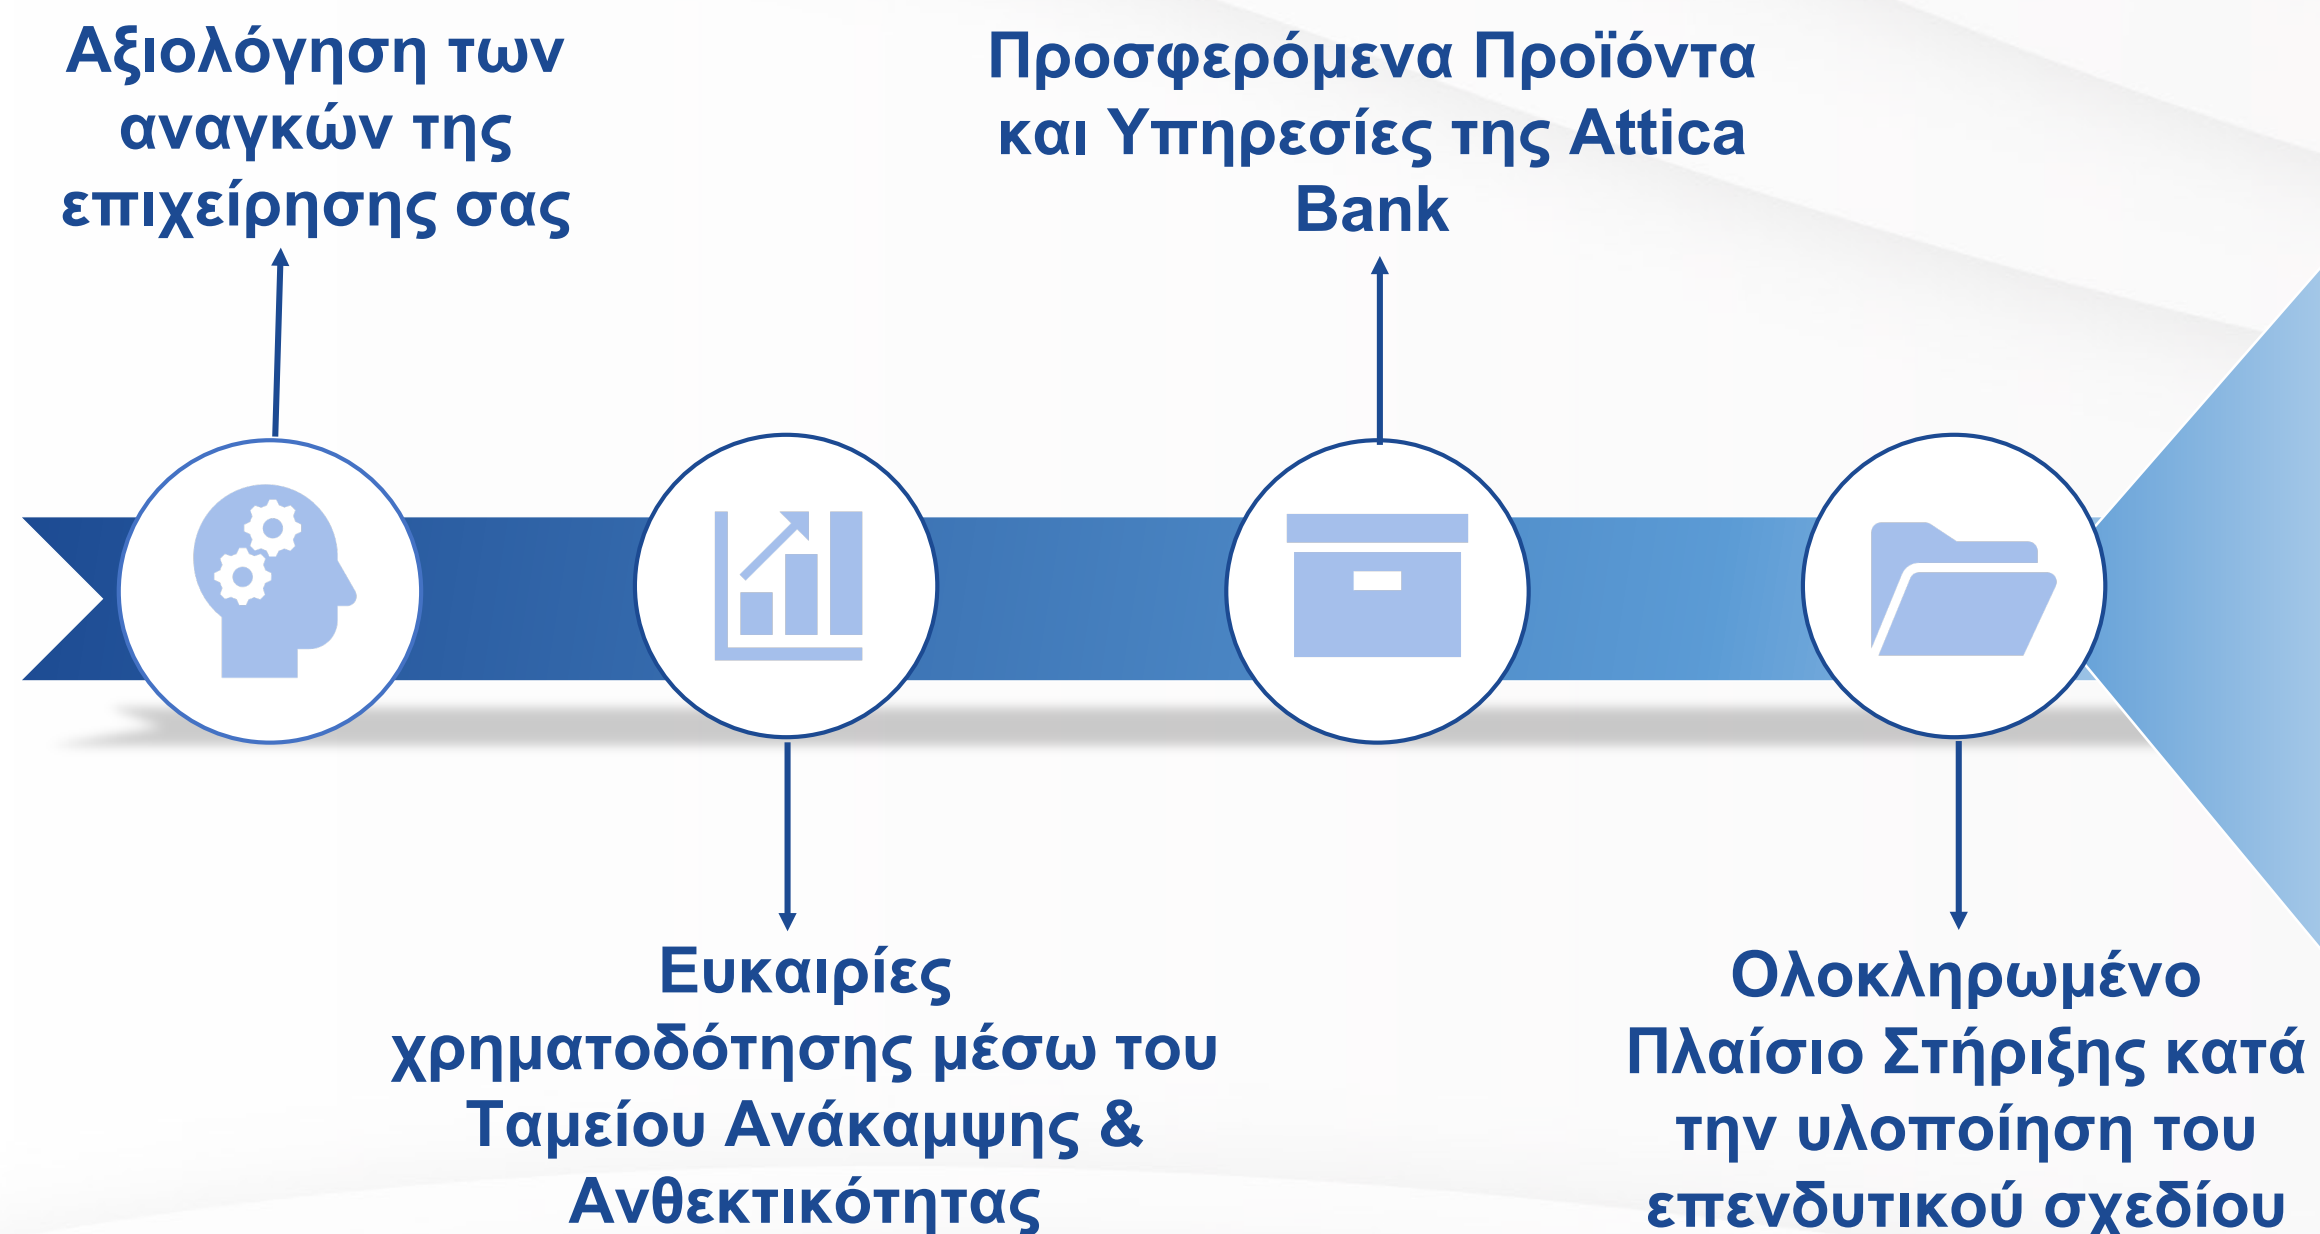 Αξιολόγηση των
αναγκών της
επιχείρησης σας
Ευκαιρίες
χρηματοδότησης μέσω του
Ταμείου Ανάκαμψης &
Ανθεκτικότητας
Προσφερόμενα Προϊόντα
και Υπηρεσίες της Attica
Bank
Ολοκληρωμένο
Πλαίσιο Στήριξης κατά
την υλοποίηση του
επενδυτικού σχεδίου